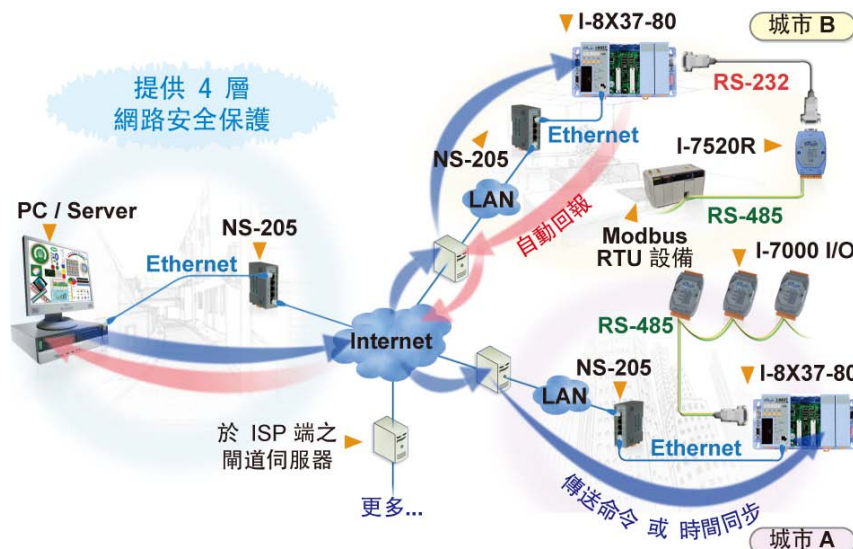 I-8X37-80
城市 B
提供 4 層
網路安全保護
RS-232
Ethernet
NS-205
I-7520R
LAN
PC / Server
NS-205
自動回報
RS-485
Modbus
RTU 設備
I-7000 I/O
Ethernet
Internet
RS-485
NS-205
I-8X37-80
LAN
於 ISP 端之
閘道伺服器
Ethernet
更多...
傳送命令 或 時間同步
城市 A